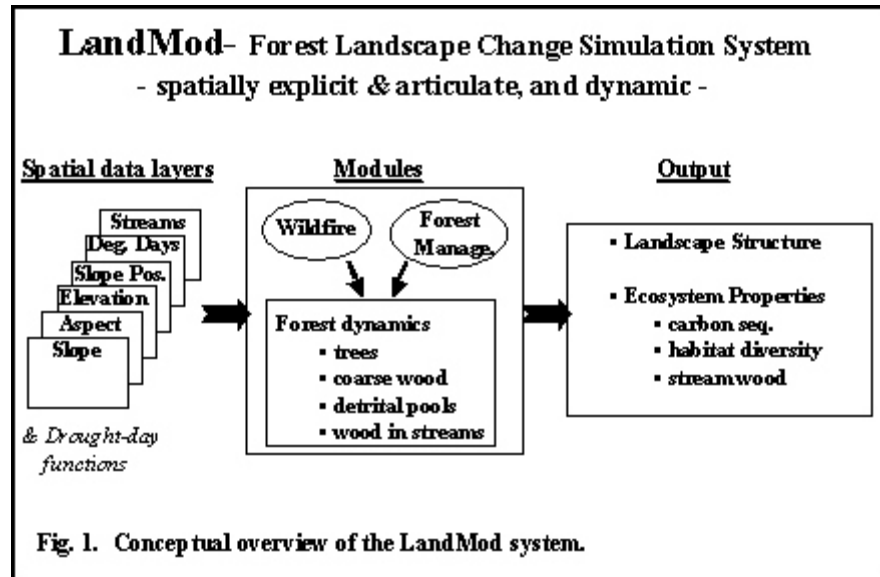 LandMod- Forest Landscape Change Simulation System
- spatially explicit & articulate, and dynamic -
Spatial data layers
Streams
Deg. Days
Slope Pos.
Elevation
Aspect
Slope
& Drought-day
functions
Modules
Wildfire
Forest
Manage.
Forest dynamics
▪ trees
▪ coarse wood
▪ detrital pools
▪ wood in streams
Output
▪ Landscape Structure
▪ Ecosystem Properties
▪ carbon seq.
▪ habitat diversity
▪ stream wood
Fig. 1. Conceptual overview of the LandMod system.